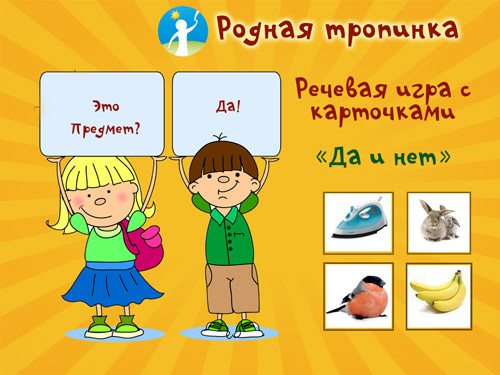 Родная тропинка
Это
Предмет?
Да!
Речевая игра с
карточками
«Да и нет»